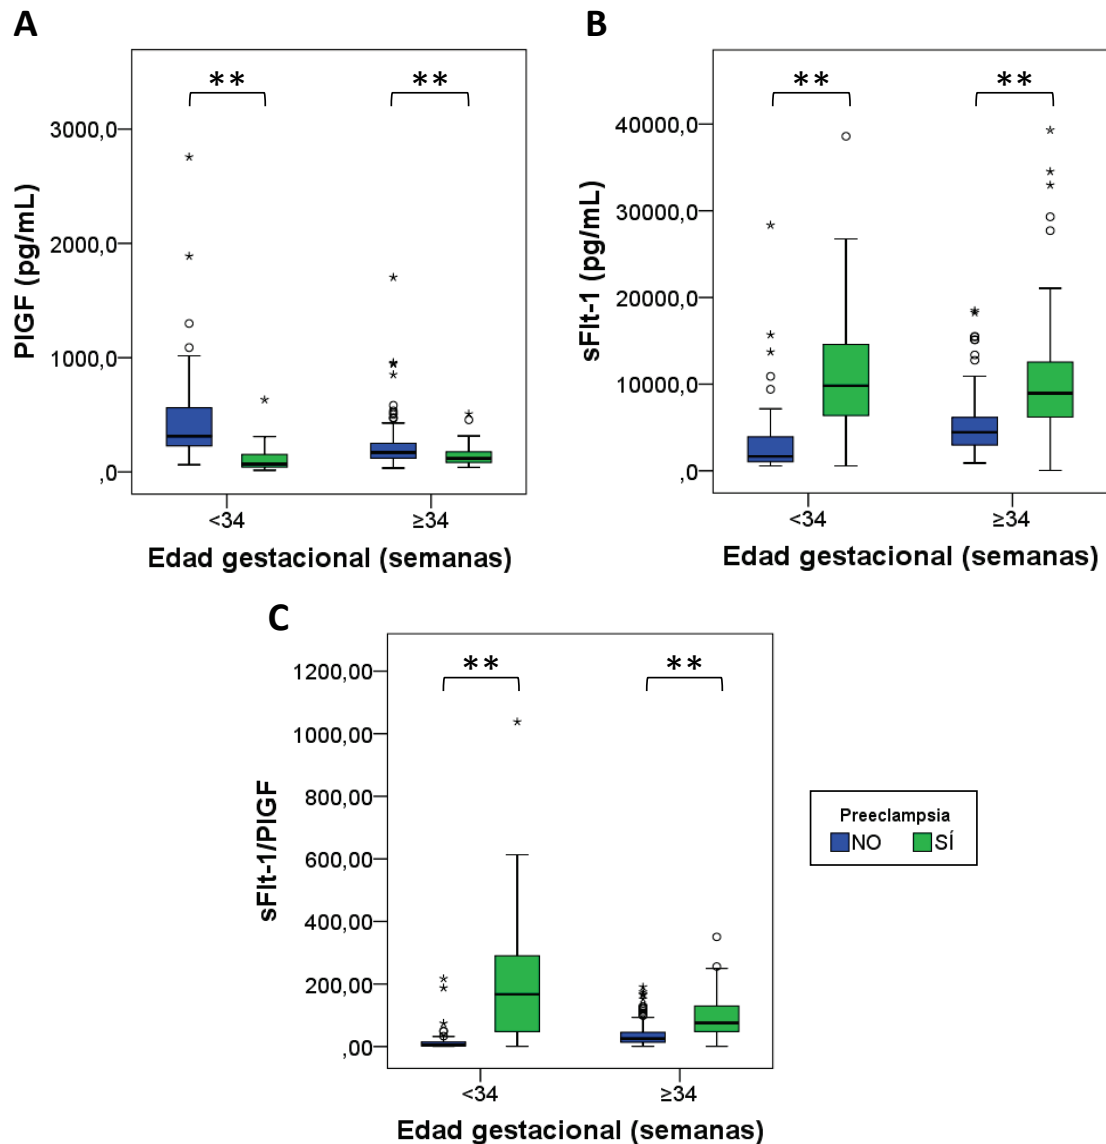 A
** **
3000,0
2000,0
1000,0
,0
PlGF (pg/mL)
<34 ≥34
Edad gestacional (semanas)
B
** **
40000,0
30000,0
20000,0
10000,0
,0
sFlt-1 (pg/mL)
<34 ≥34
Edad gestacional (semanas)
C
** **
1200,00
1000,00
800,00
600,00
400,00
200,00
,00
sFlt-1/PlGF
<34 ≥34
Edad gestacional (semanas)
Preeclampsia
NO SÍ